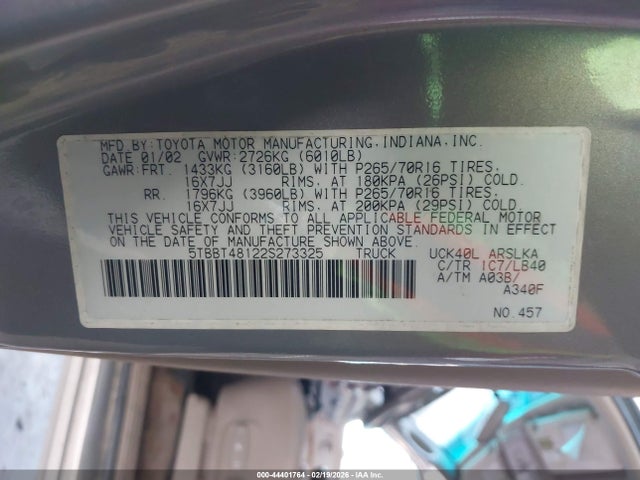 MFD.BY:TOYOTA MOTOR MANUFACTURING,INDIANA,INC.
DATE 01/02 GVWR:2726KG (6010LB)
GAWR:FRT. 1433KG (3160LB) WITH P265/70R16 TIRES,
16X7JJ RIMS, AT 180KPA (26PSI) COLD.
RR. 1796KG (3960LB) WITH P265/70R16 TIRES,
16X7JJ RIMS, AT 200KPA (29PSI) COLD.
THIS VEHICLE CONFORMS TO ALL APPLICABLE FEDERAL MOTOR
VEHICLE SAFETY AND THEFT PREVENTION STANDARDS IN EFFECT
ON THE DATE OF MANUFACTURE SHOWN ABOVE.
5TBBT48122S273325 TRUCK UCK40L ARSLKA
C/TR 1C7/LB40
A/TM A03B/
A340F
NO.457
000-44401764 - 02/19/2026 - IAAI.COM